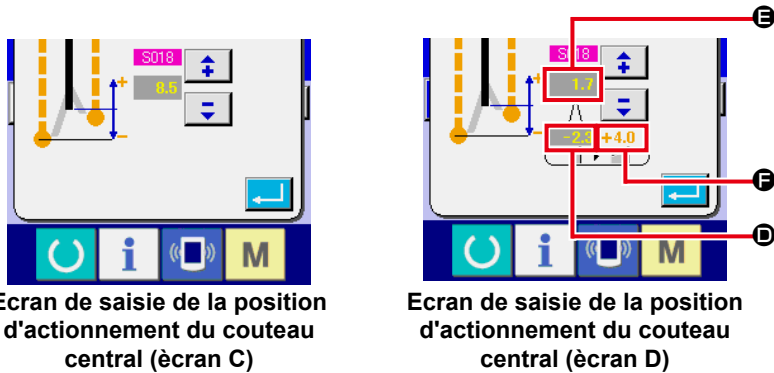 S018
8.5
+
−
i
M
Ecran de saisie de la position
d'actionnement du couteau
central (ècran C)
1.7
-2.3 +4.0
+
−
i
M
E
F
D
Ecran de saisie de la position
d'actionnement du couteau
central (ècran D)